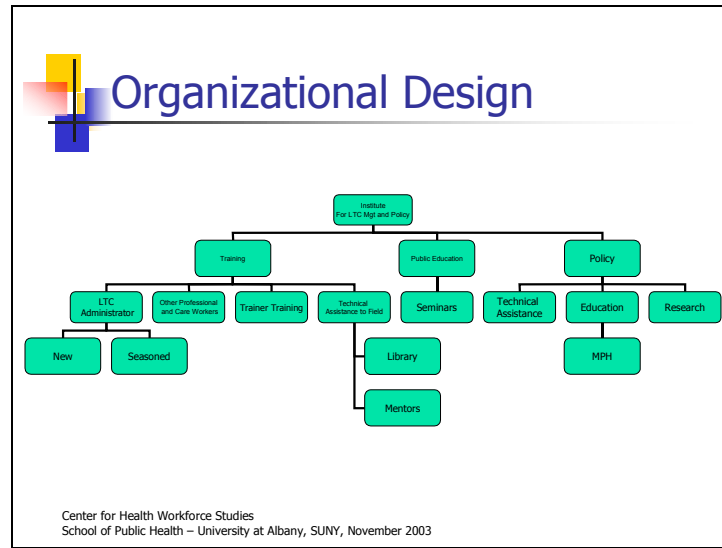 Organizational Design
Institute
For LTC Mgt and Policy
Training
Public Education
Policy
LTC
Administrator
Other Professional
and Care Workers
Trainer Training
Technical
Assistance to Field
Seminars
Technical
Assistance
Education
Research
New
Seasoned
Library
MPH
Mentors
Center for Health Workforce Studies
School of Public Health – University at Albany, SUNY, November 2003